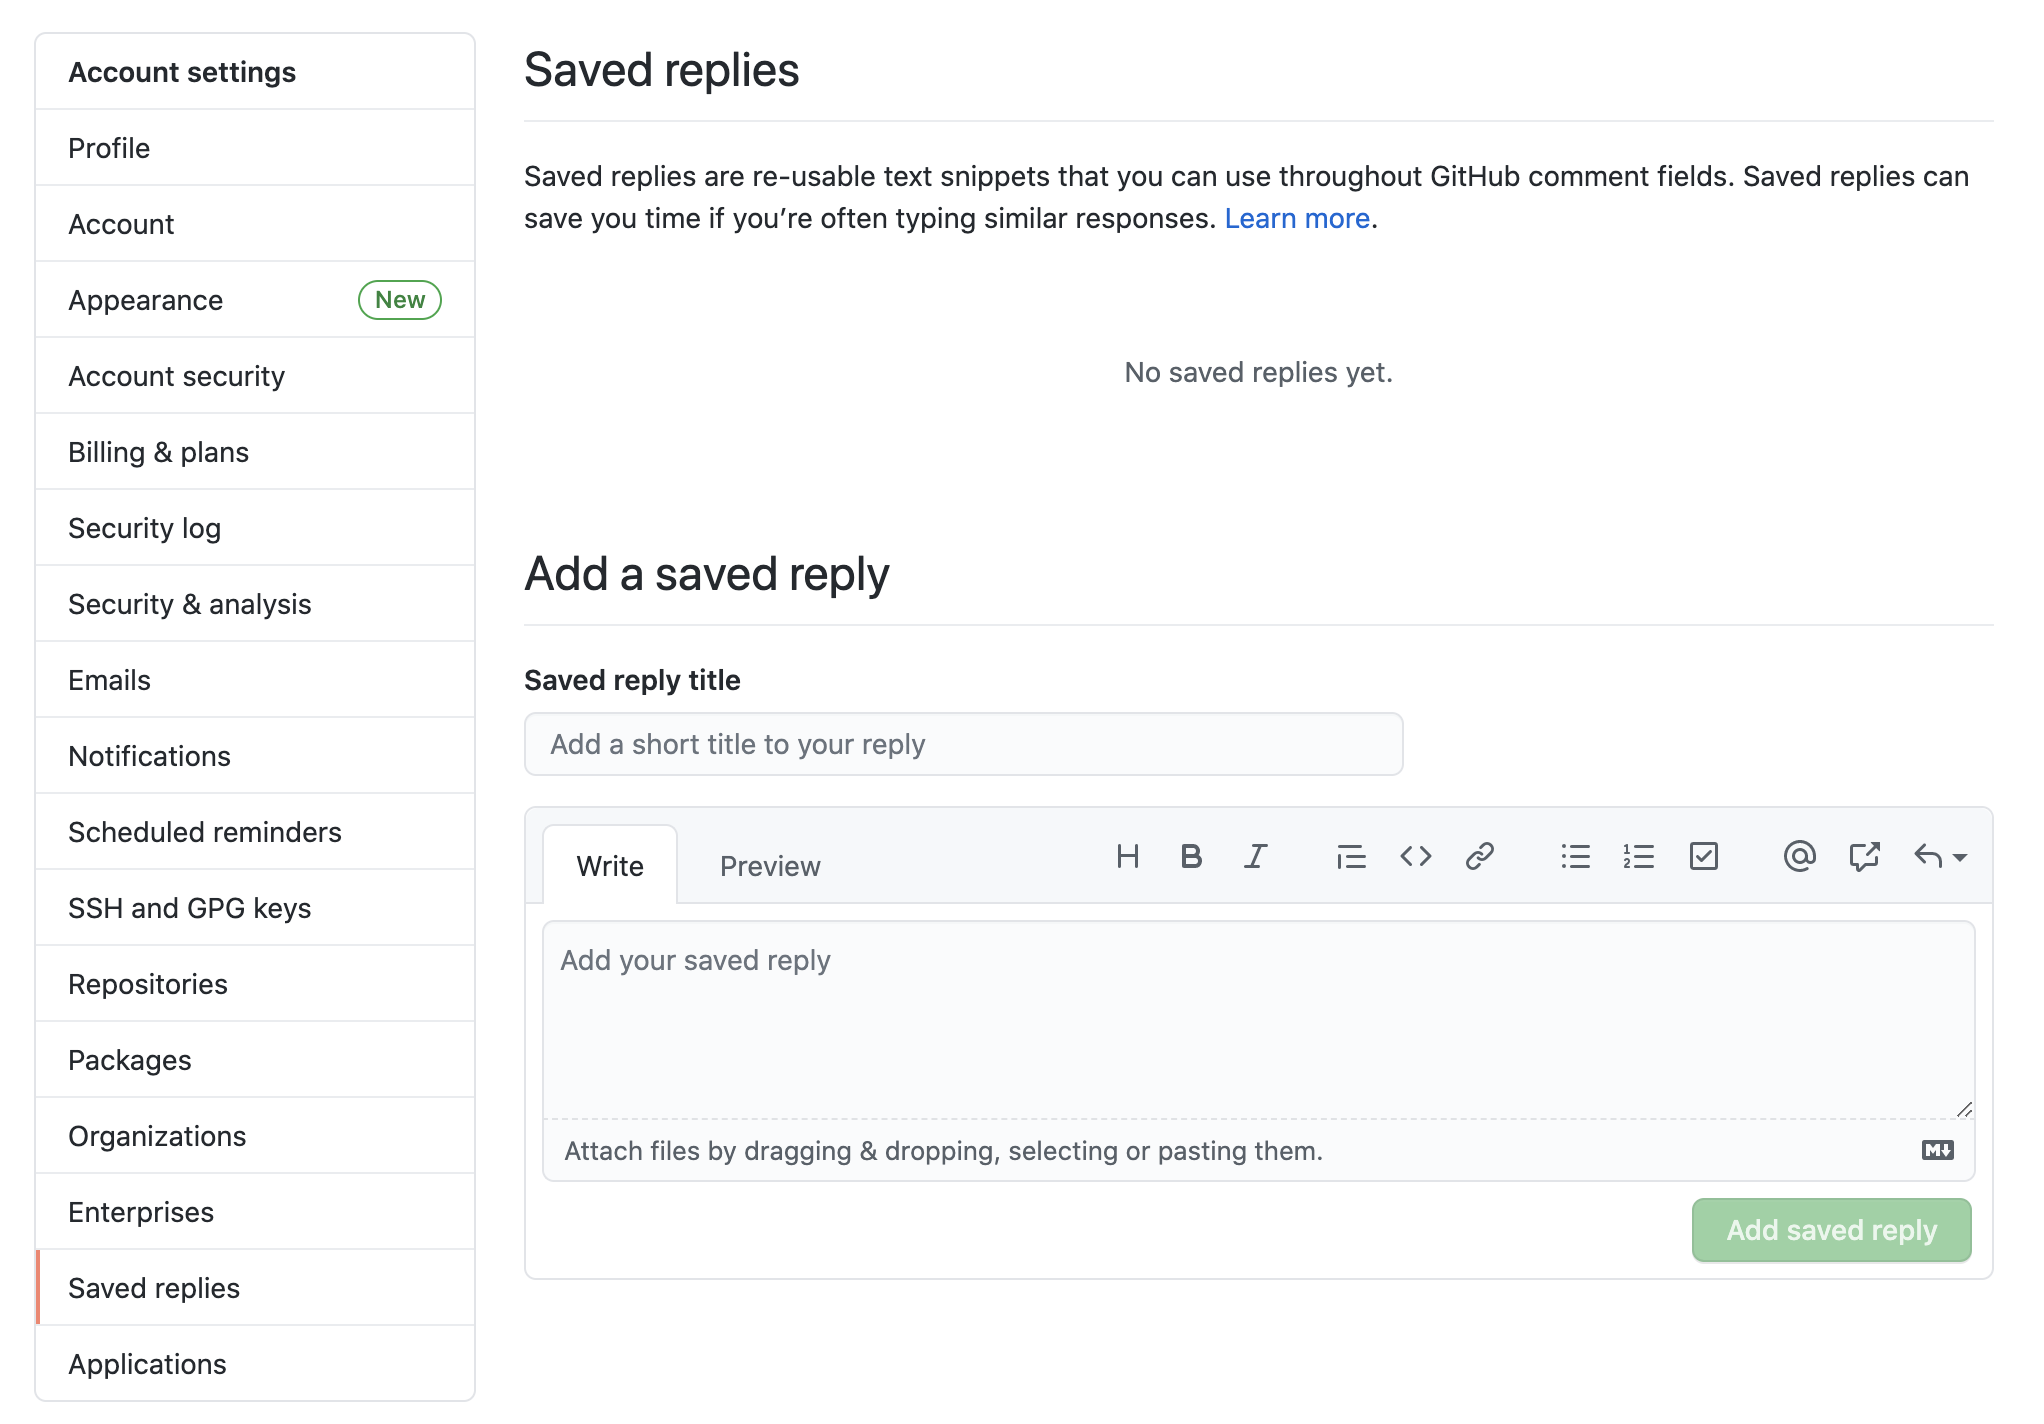 Account settings
Profile
Account
Appearance New
Account security
Billing & plans
Security log
Security & analysis
Emails
Notifications
Scheduled reminders
SSH and GPG keys
Repositories
Packages
Organizations
Enterprises
Saved replies
Applications
Saved replies
Saved replies are re-usable text snippets that you can use throughout GitHub comment fields. Saved replies can
save you time if you’re often typing similar responses. Learn more.
No saved replies yet.
Add a saved reply
Saved reply title
Add a short title to your reply
Write Preview
Add your saved reply
Attach files by dragging & dropping, selecting or pasting them.
Add saved reply